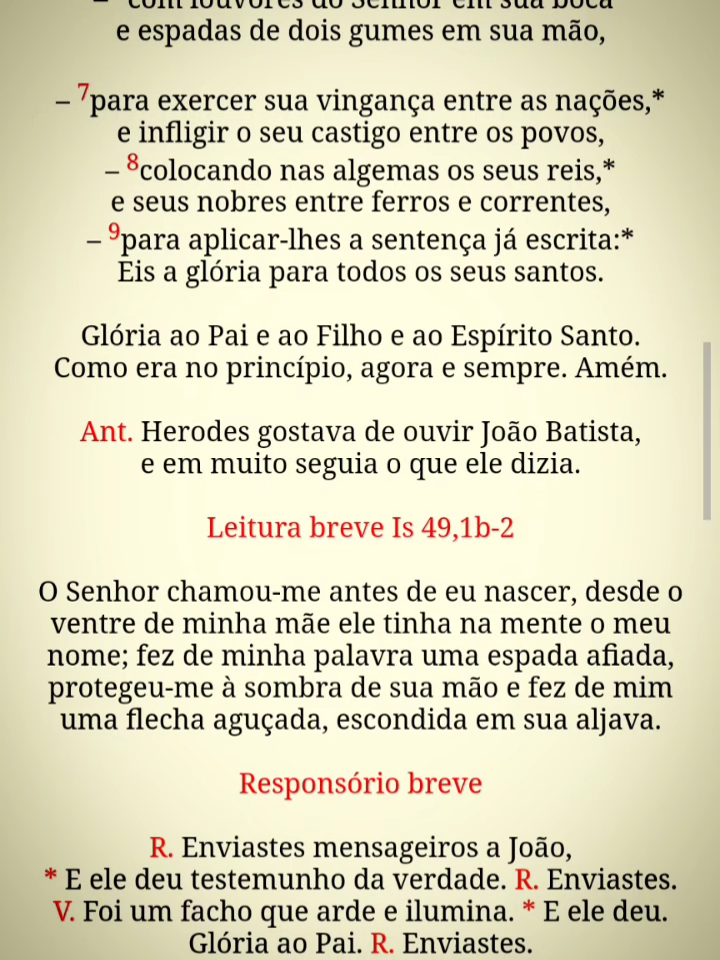 – com louvores do Senhor em sua boca
e espadas de dois gumes em sua mão,
– 7para exercer sua vingança entre as nações,*
e infligir o seu castigo entre os povos,
– 8colocando nas algemas os seus reis,*
e seus nobres entre ferros e correntes,
– 9para aplicar-lhes a sentença já escrita:*
Eis a glória para todos os seus santos.
Glória ao Pai e ao Filho e ao Espírito Santo.
Como era no princípio, agora e sempre. Amém.
Ant. Herodes gostava de ouvir João Batista,
e em muito seguia o que ele dizia.
Leitura breve Is 49,1b-2
O Senhor chamou-me antes de eu nascer, desde o
ventre de minha mãe ele tinha na mente o meu
nome; fez de minha palavra uma espada afiada,
protegeu-me à sombra de sua mão e fez de mim
uma flecha aguçada, escondida em sua aljava.
Responsório breve
R. Enviastes mensageiros a João,
* E ele deu testemunho da verdade. R. Enviastes.
V. Foi um facho que arde e ilumina. * E ele deu.
Glória ao Pai. R. Enviastes.